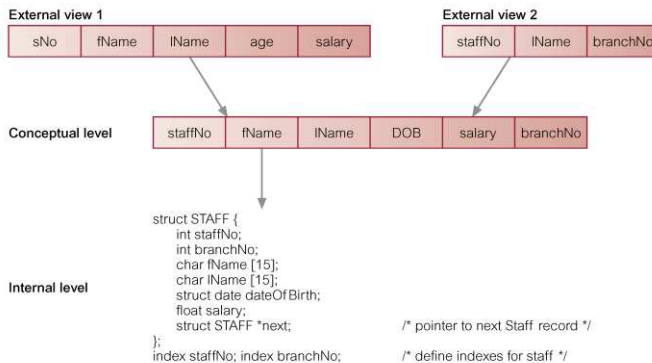 External view 1
External view 2
sNo fName lName age salary
staffNo lName branchNo
Conceptual level
staffNo fName lName DOB salary branchNo
Internal level
struct STAFF {
int staffNo;
int branchNo;
char fName [15];
char lName [15];
struct date dateOfBirth;
float salary;
struct STAFF *next; /* pointer to next Staff record */
};
index staffNo; index branchNo; /* define indexes for staff */